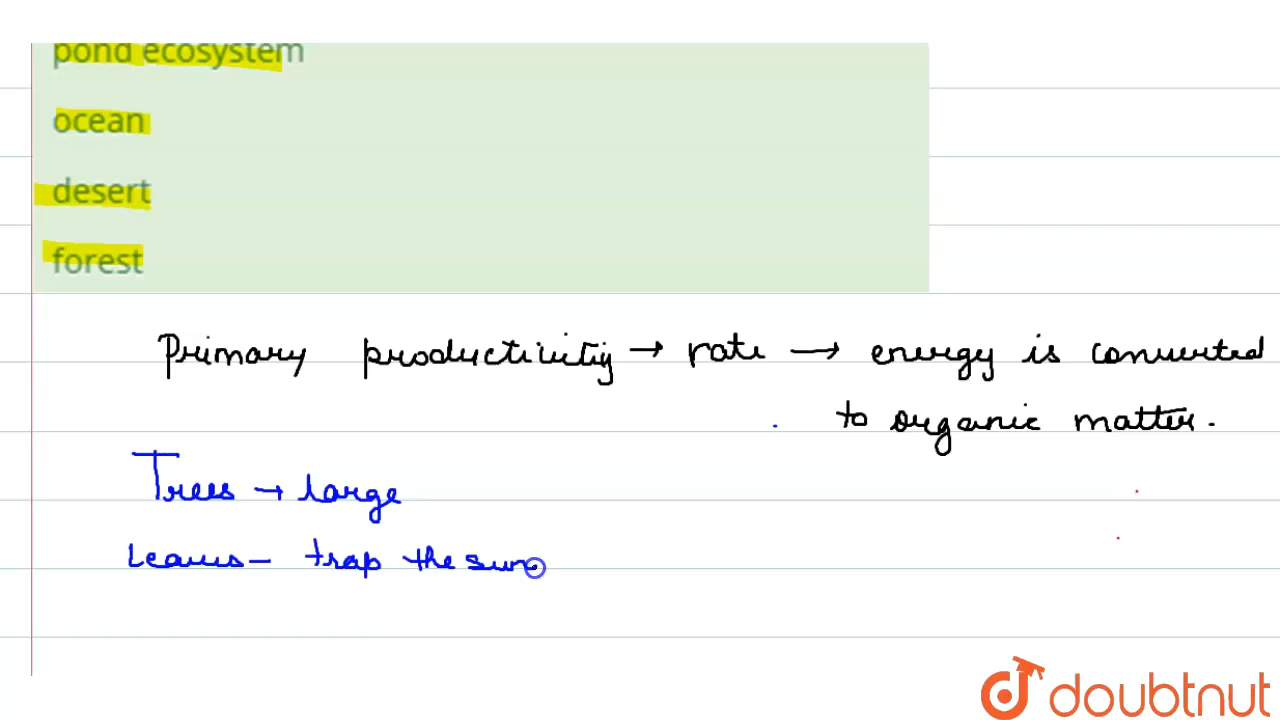 pond ecosystem
ocean
desert
forest
Primary productivity → rate → energy is converted
to organic matter.
Trees → large
Leaves - trap the sun
doubtnut